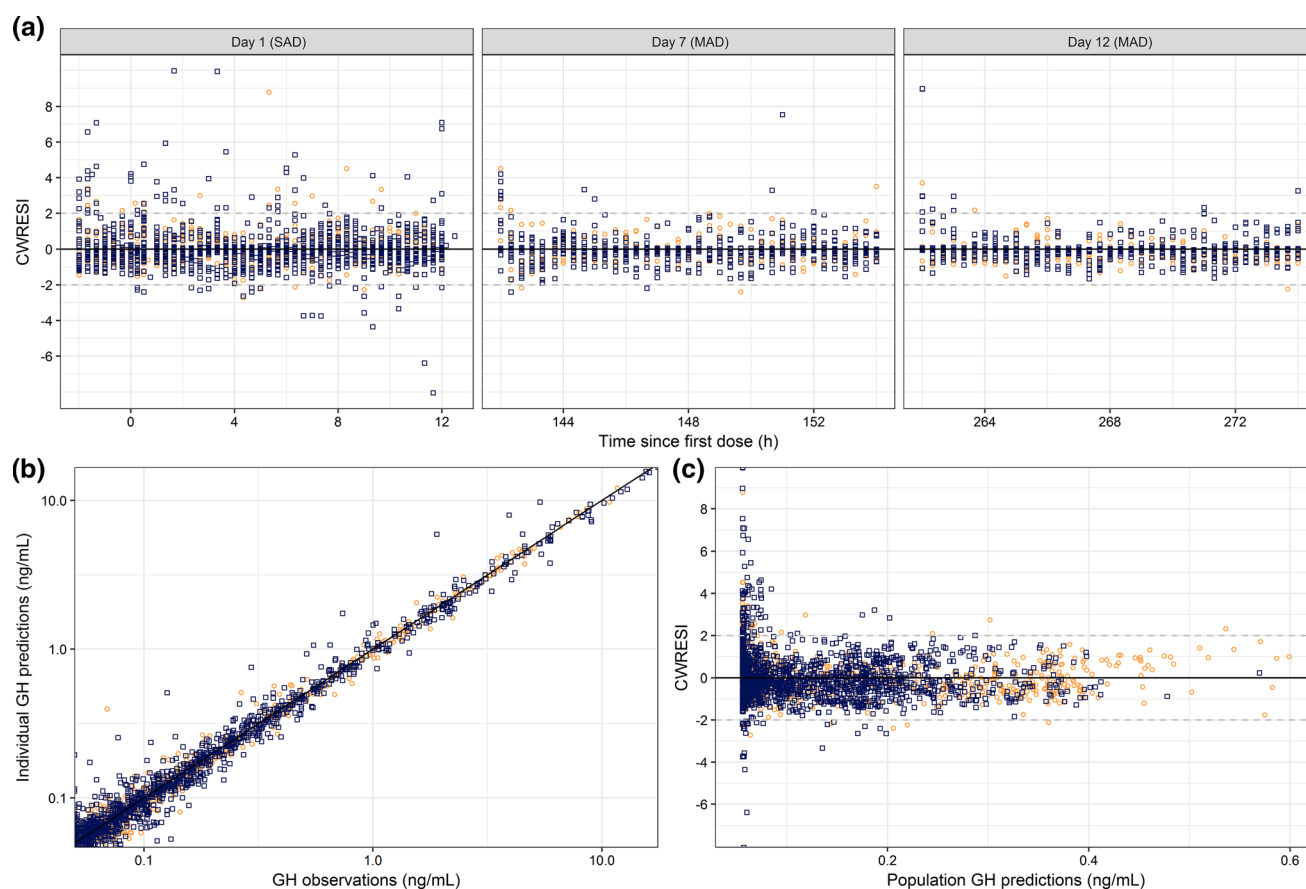 (a)
Day 1 (SAD) Day 7 (MAD) Day 12 (MAD)
CWRESI
8
6
4
2
0
-2
-4
-6
0 4 8 12 144 148 152 264 268 272
Time since first dose (h)
(b)
Individual GH predictions (ng/mL)
10.0
1.0
0.1
0.1 1.0 10.0
GH observations (ng/mL)
(c)
CWRESI
8
6
4
2
0
-2
-4
-6
0.2 0.4 0.6
Population GH predictions (ng/mL)